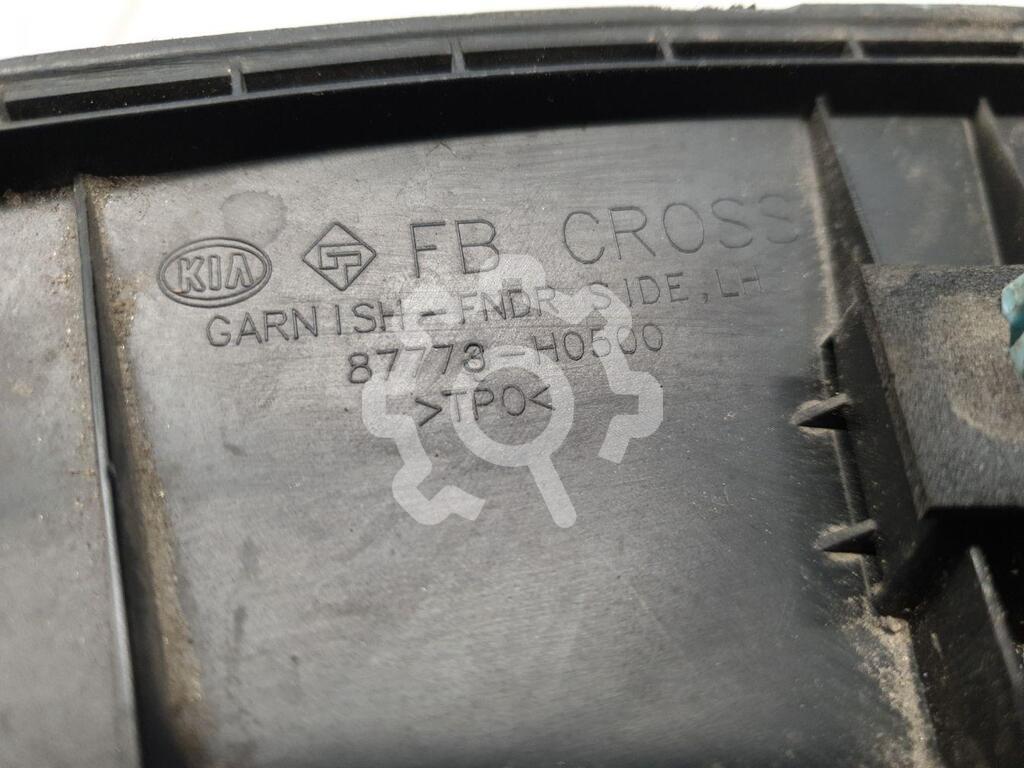 KIA FB CROSS
GARNISH-FNDR SIDE, LH
87773-H0500
>TPO<